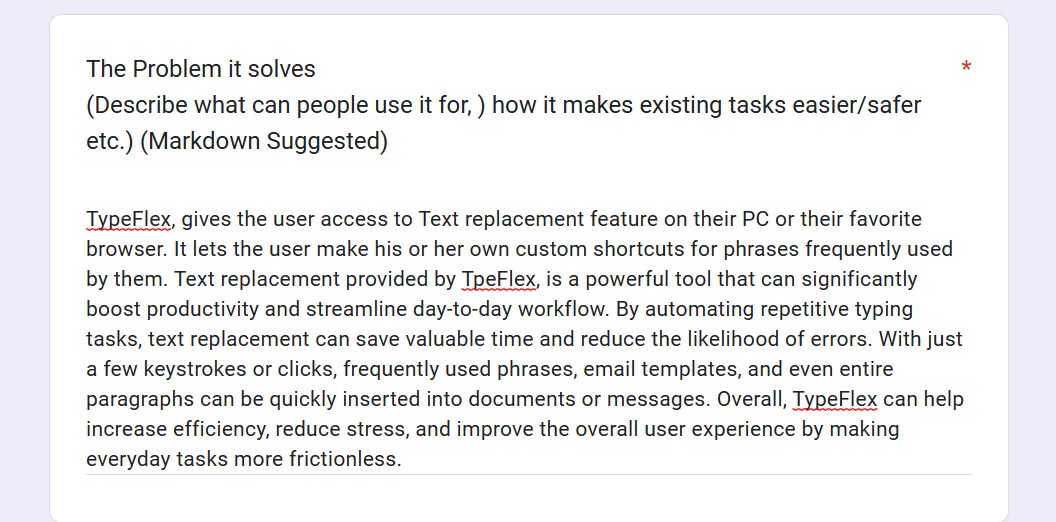 The Problem it solves *
(Describe what can people use it for, ) how it makes existing tasks easier/safer
etc.) (Markdown Suggested)
TypeFlex, gives the user access to Text replacement feature on their PC or their favorite
browser. It lets the user make his or her own custom shortcuts for phrases frequently used
by them. Text replacement provided by TpeFlex, is a powerful tool that can significantly
boost productivity and streamline day-to-day workflow. By automating repetitive typing
tasks, text replacement can save valuable time and reduce the likelihood of errors. With just
a few keystrokes or clicks, frequently used phrases, email templates, and even entire
paragraphs can be quickly inserted into documents or messages. Overall, TypeFlex can help
increase efficiency, reduce stress, and improve the overall user experience by making
everyday tasks more frictionless.